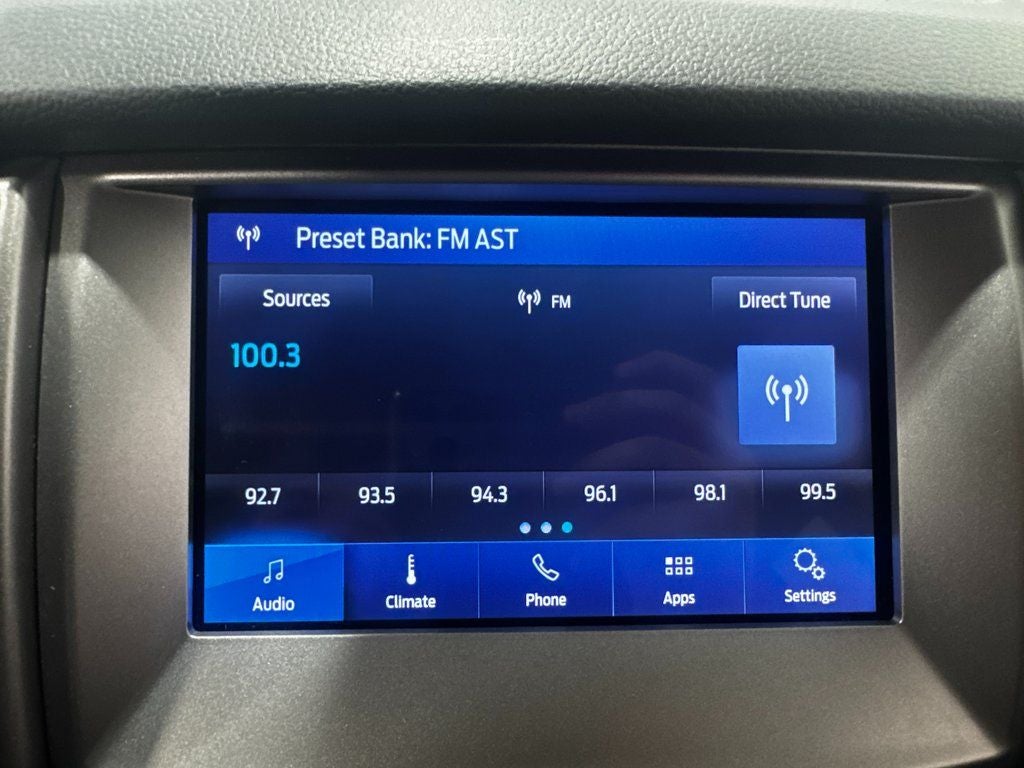 Preset Bank: FM AST
Sources
FM
Direct Tune
100.3
92.7 93.5 94.3 96.1 98.1 99.5
Audio Climate Phone Apps Settings